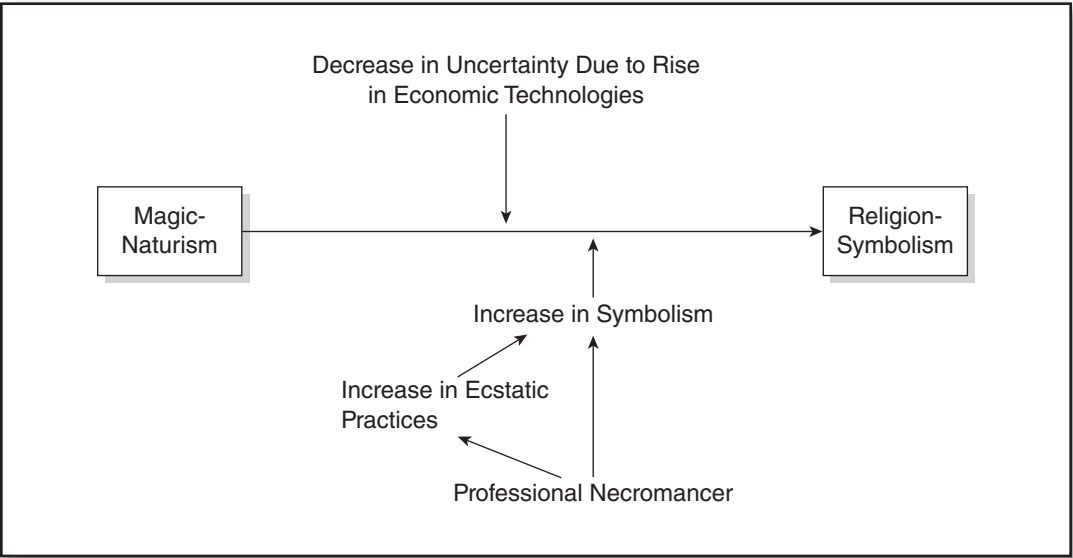 Decrease in Uncertainty Due to Rise
in Economic Technologies
Magic-
Naturism
Religion-
Symbolism
Increase in Symbolism
Increase in Ecstatic
Practices
Professional Necromancer